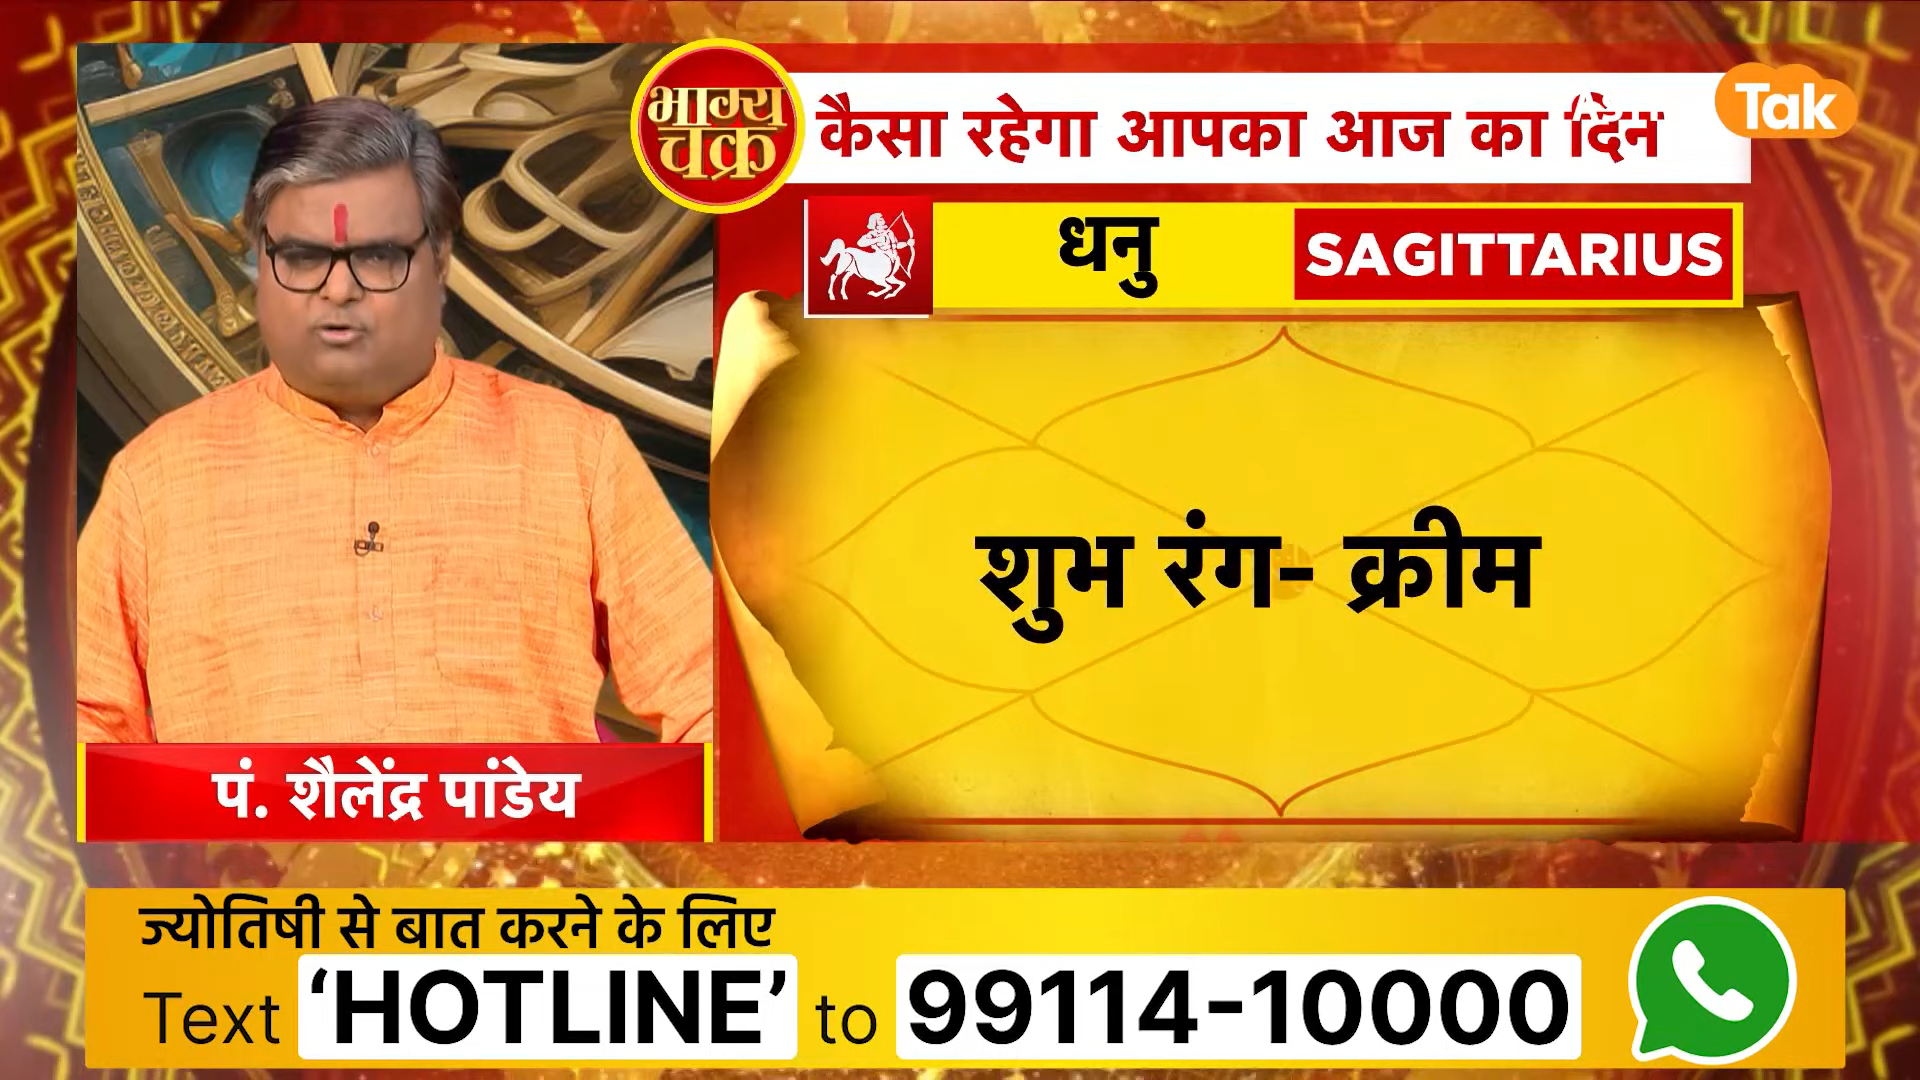 भाग्य
चक्र
कैसा रहेगा आपका आज का दिन
Tak
धनु
SAGITTARIUS
शुभ रंग- क्रीम
पं. शैलेंद्र पांडेय
ज्योतिषी से बात करने के लिए
Text ‘HOTLINE’ to 99114-10000